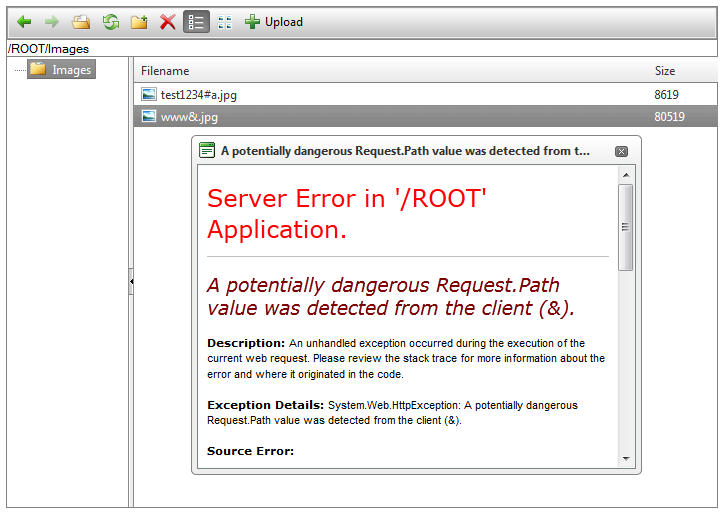 Upload
/ROOT/Images
Images
Filename Size
test1234#a.jpg 8619
www&.jpg 80519
A potentially dangerous Request.Path value was detected from t...
Server Error in '/ROOT'
Application.
A potentially dangerous Request.Path
value was detected from the client (&).
Description: An unhandled exception occurred during the execution of the
current web request. Please review the stack trace for more information about the
error and where it originated in the code.
Exception Details: System.Web.HttpException: A potentially dangerous
Request.Path value was detected from the client (&).
Source Error: